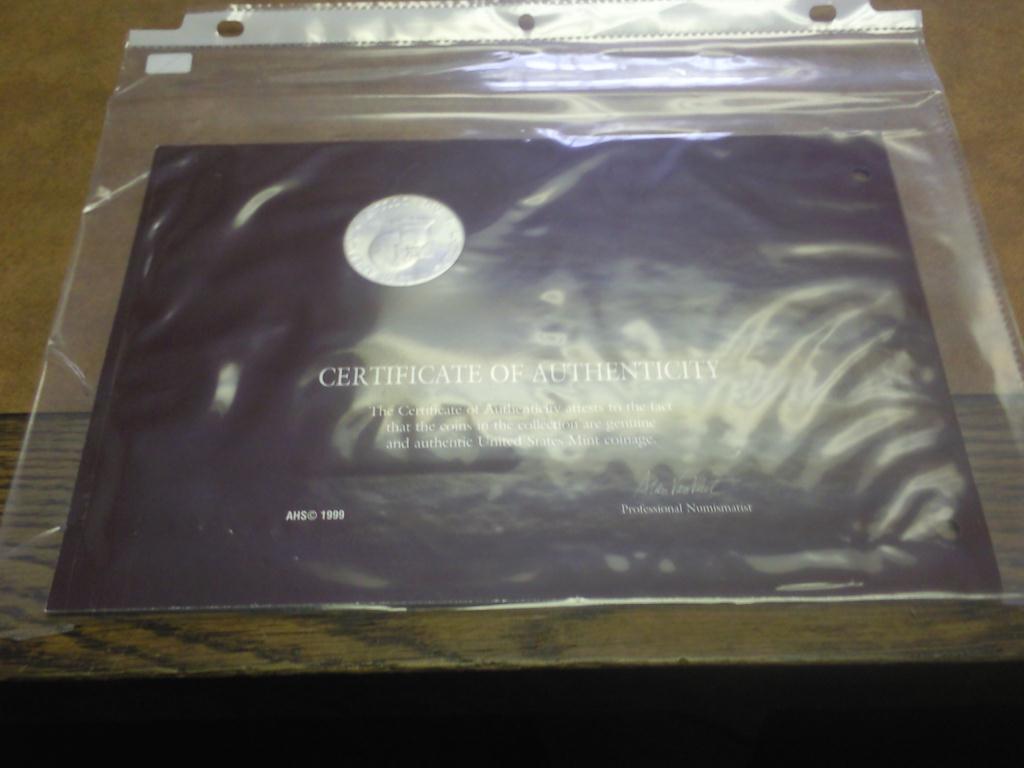 CERTIFICATE OF AUTHENTICITY
The Certificate of Authenticity attests to the fact
that the coins in the collection are genuine
and authentic United States Mint coinage.
Professional Numismatist
AHS© 1999